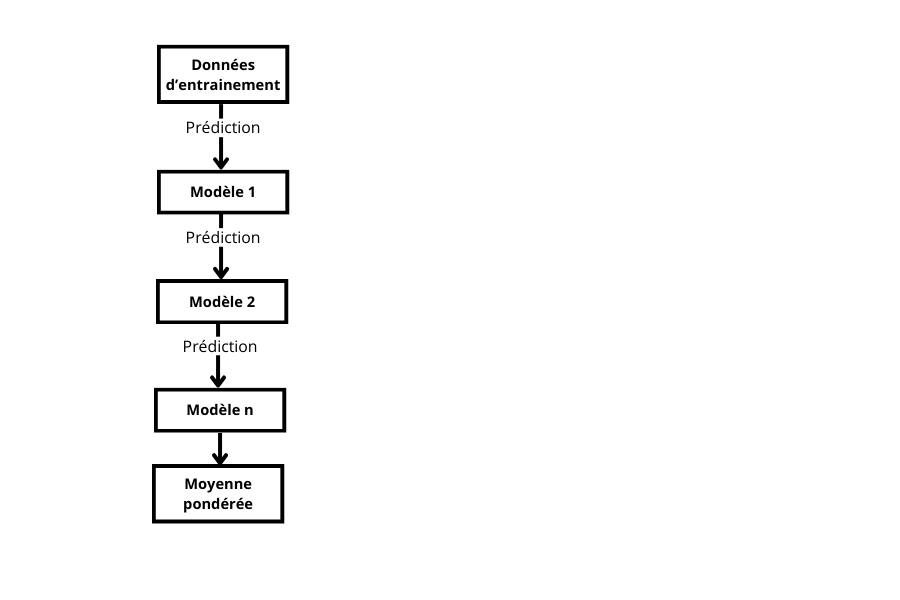 Données
d’entrainement
Prédiction
Modèle 1
Prédiction
Modèle 2
Prédiction
Modèle n
Moyenne
pondérée